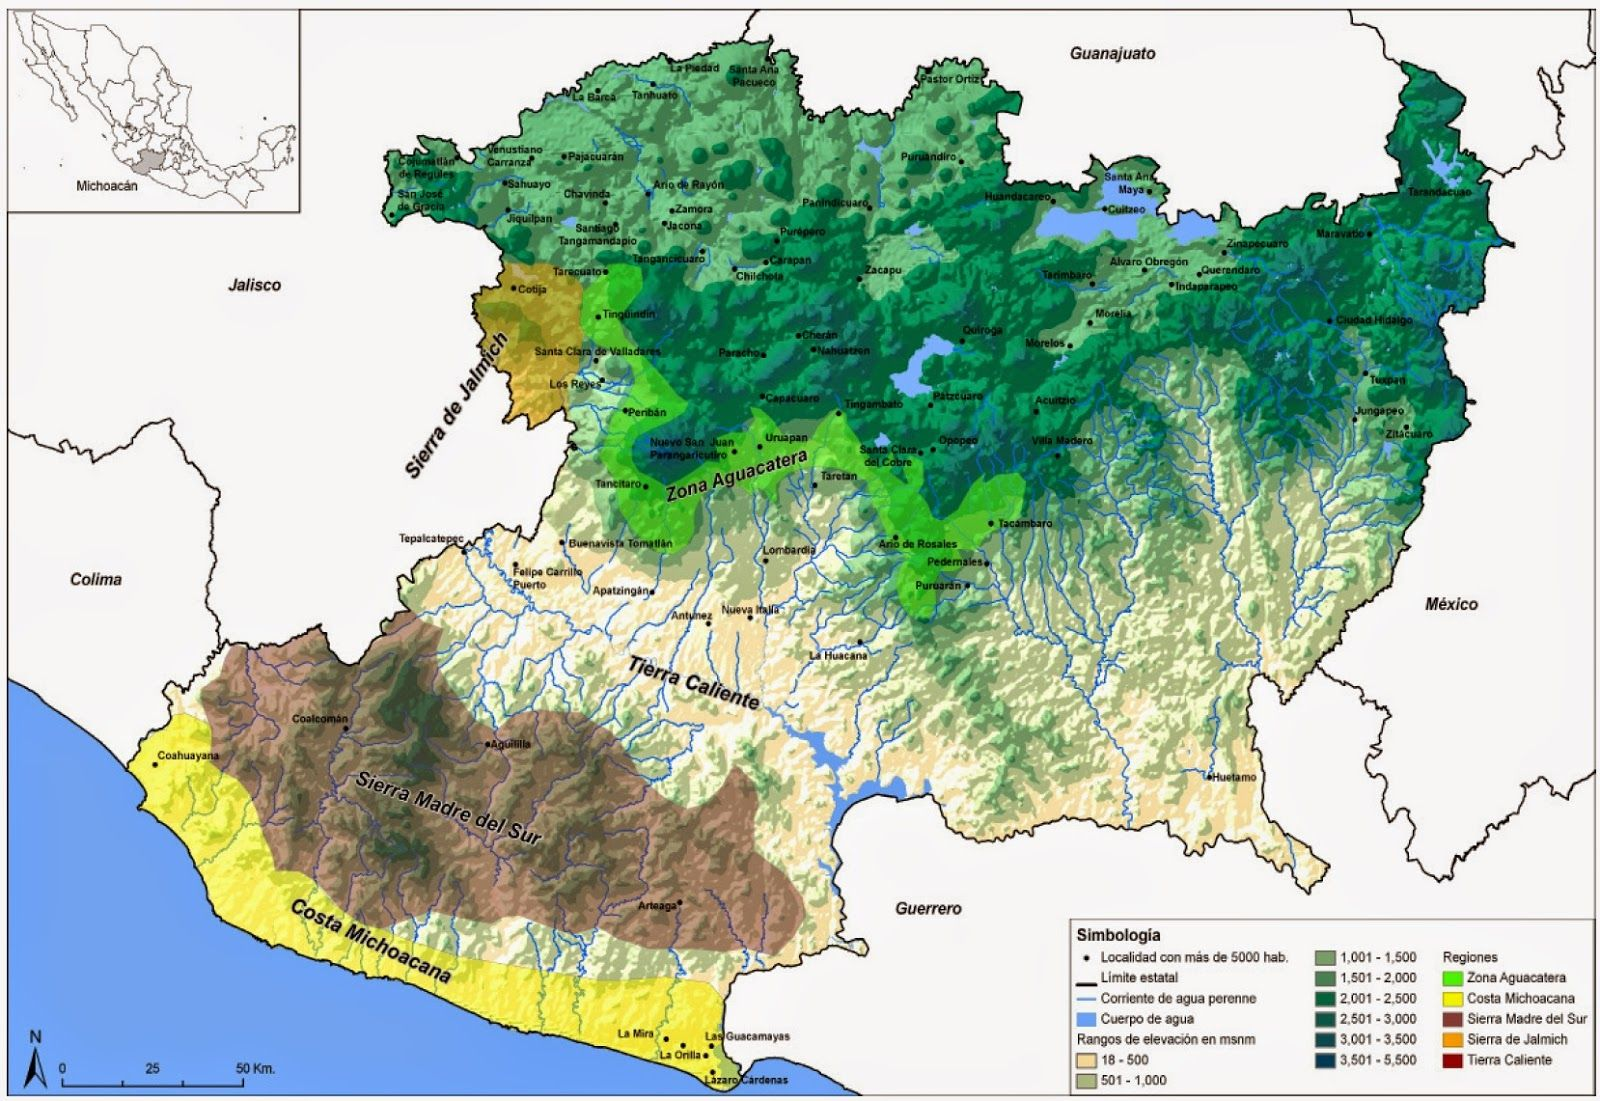 Michoacán
Guanajuato
Jalisco
Colima
México
Guerrero
La Piedad
Santa Ana
Pacueco
Pastor Ortiz
La Barca
Tanhuato
Venustiano
Carranza
Pajacuarán
Cojumatlán
de Regules
San José
de Gracia
Sahuayo
Jiquilpan
Chavinda
Ario de Rayón
Zamora
Jacona
Santiago
Tangamandapio
Tangancícuaro
Puruándiro
Panindícuaro
Purépero
Carapan
Chilchota
Zacapu
Huandacareo
Santa Ana
Maya
Cuitzeo
Tarandacuao
Maravatío
Zinapécuaro
Alvaro Obregón
Queréndaro
Tarímbaro
Indaparapeo
Morelia
Morelos
Ciudad Hidalgo
Tuxpan
Jungapeo
Zitácuaro
Tarecuato
Cotija
Tingüindín
Santa Clara de Valladares
Los Reyes
Peribán
Cherán
Nahuatzen
Paracho
Quiroga
Capacuaro
Tingambato
Pátzcuaro
Acuitzio
Nuevo San Juan
Parangaricutiro
Uruapan
Santa Clara
del Cobre
Opopeo
Villa Madero
Sierra de Jalmich
Zona Aguacatera
Tancítaro
Taretan
Tacámbaro
Ario de Rosales
Pedernales
Puruarán
Tepalcatepec
Buenavista Tomatlán
Felipe Carrillo
Puerto
Apatzingán
Lombardia
Antunez
Nueva Italia
La Huacana
Tierra Caliente
Huetamo
Coalcomán
Aguililla
Coahuayana
Sierra Madre del Sur
Arteaga
Costa Michoacana
La Mira
Las Guacamayas
La Orilla
Lázaro Cárdenas
N
0 25 50 Km.
Simbología
Localidad con más de 5000 hab.
Límite estatal
Corriente de agua perenne
Cuerpo de agua
Rangos de elevación en msnm
18 - 500
501 - 1,000
1,001 - 1,500
1,501 - 2,000
2,001 - 2,500
2,501 - 3,000
3,001 - 3,500
3,501 - 5,500
Regiones
Zona Aguacatera
Costa Michoacana
Sierra Madre del Sur
Sierra de Jalmich
Tierra Caliente